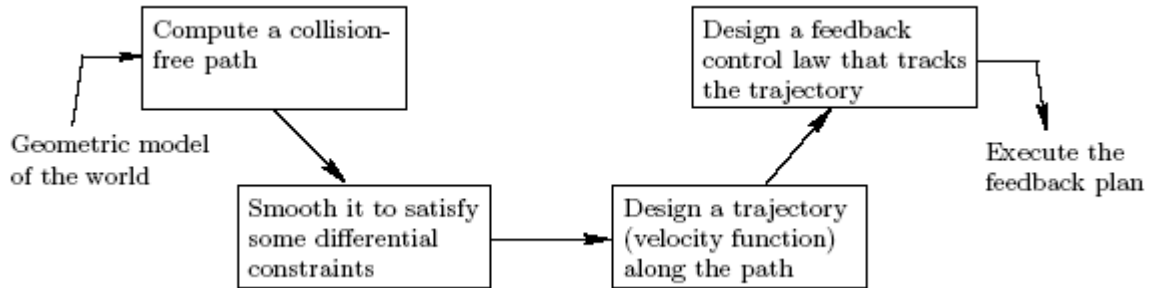 Geometric model
of the world
Compute a collision-
free path
Smooth it to satisfy
some differential
constraints
Design a trajectory
(velocity function)
along the path
Design a feedback
control law that tracks
the trajectory
Execute the
feedback plan